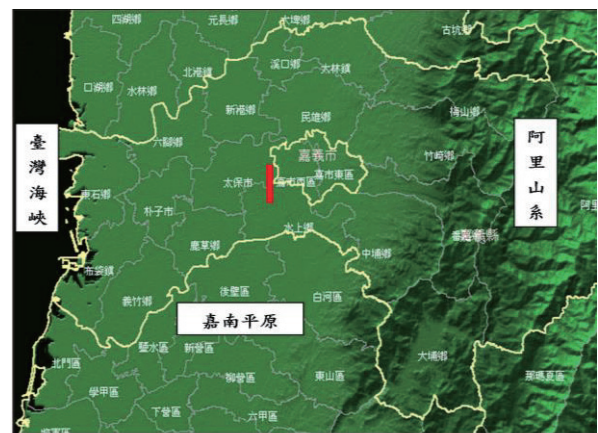 四湖鄉
元長鄉
大埤鄉
古坑鄉
口湖鄉
水林鄉
北港鎮
溪口鄉
大林鎮
新港鄉
民雄鄉
梅山鄉
六腳鄉
竹崎鄉
嘉義市
臺灣海峽
阿里山系
東石鄉
太保市
嘉市西區
嘉市東區
朴子市
鹿草鄉
水上鄉
中埔鄉
布袋鎮
義竹鄉
後壁區
白河區
嘉南平原
大埔鄉
北門區
鹽水區
新營區
學甲區
柳營區
東山區
那瑪夏區
下營區
六甲區